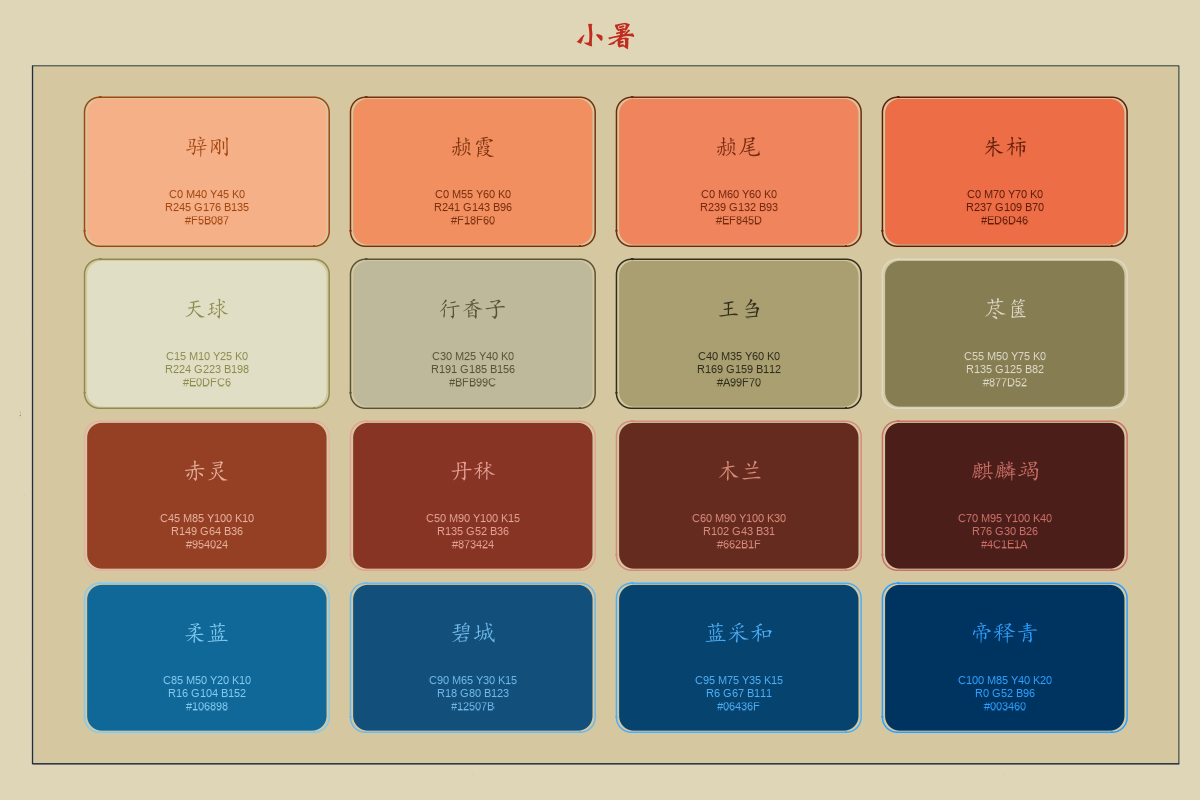 小暑
骍刚
C0 M40 Y45 K0
R245 G176 B135
#F5B087
赪霞
C0 M55 Y60 K0
R241 G143 B96
#F18F60
赪尾
C0 M60 Y60 K0
R239 G132 B93
#EF845D
朱柿
C0 M70 Y70 K0
R237 G109 B70
#ED6D46
天球
C15 M10 Y25 K0
R224 G223 B198
#E0DFC6
行香子
C30 M25 Y40 K0
R191 G185 B156
#BFB99C
王刍
C40 M35 Y60 K0
R169 G159 B112
#A99F70
荩箧
C55 M50 Y75 K0
R135 G125 B82
#877D52
赤灵
C45 M85 Y100 K10
R149 G64 B36
#954024
丹秫
C50 M90 Y100 K15
R135 G52 B36
#873424
木兰
C60 M90 Y100 K30
R102 G43 B31
#662B1F
麒麟竭
C70 M95 Y100 K40
R76 G30 B26
#4C1E1A
柔蓝
C85 M50 Y20 K10
R16 G104 B152
#106898
碧城
C90 M65 Y30 K15
R18 G80 B123
#12507B
蓝采和
C95 M75 Y35 K15
R6 G67 B111
#06436F
帝释青
C100 M85 Y40 K20
R0 G52 B96
#003460